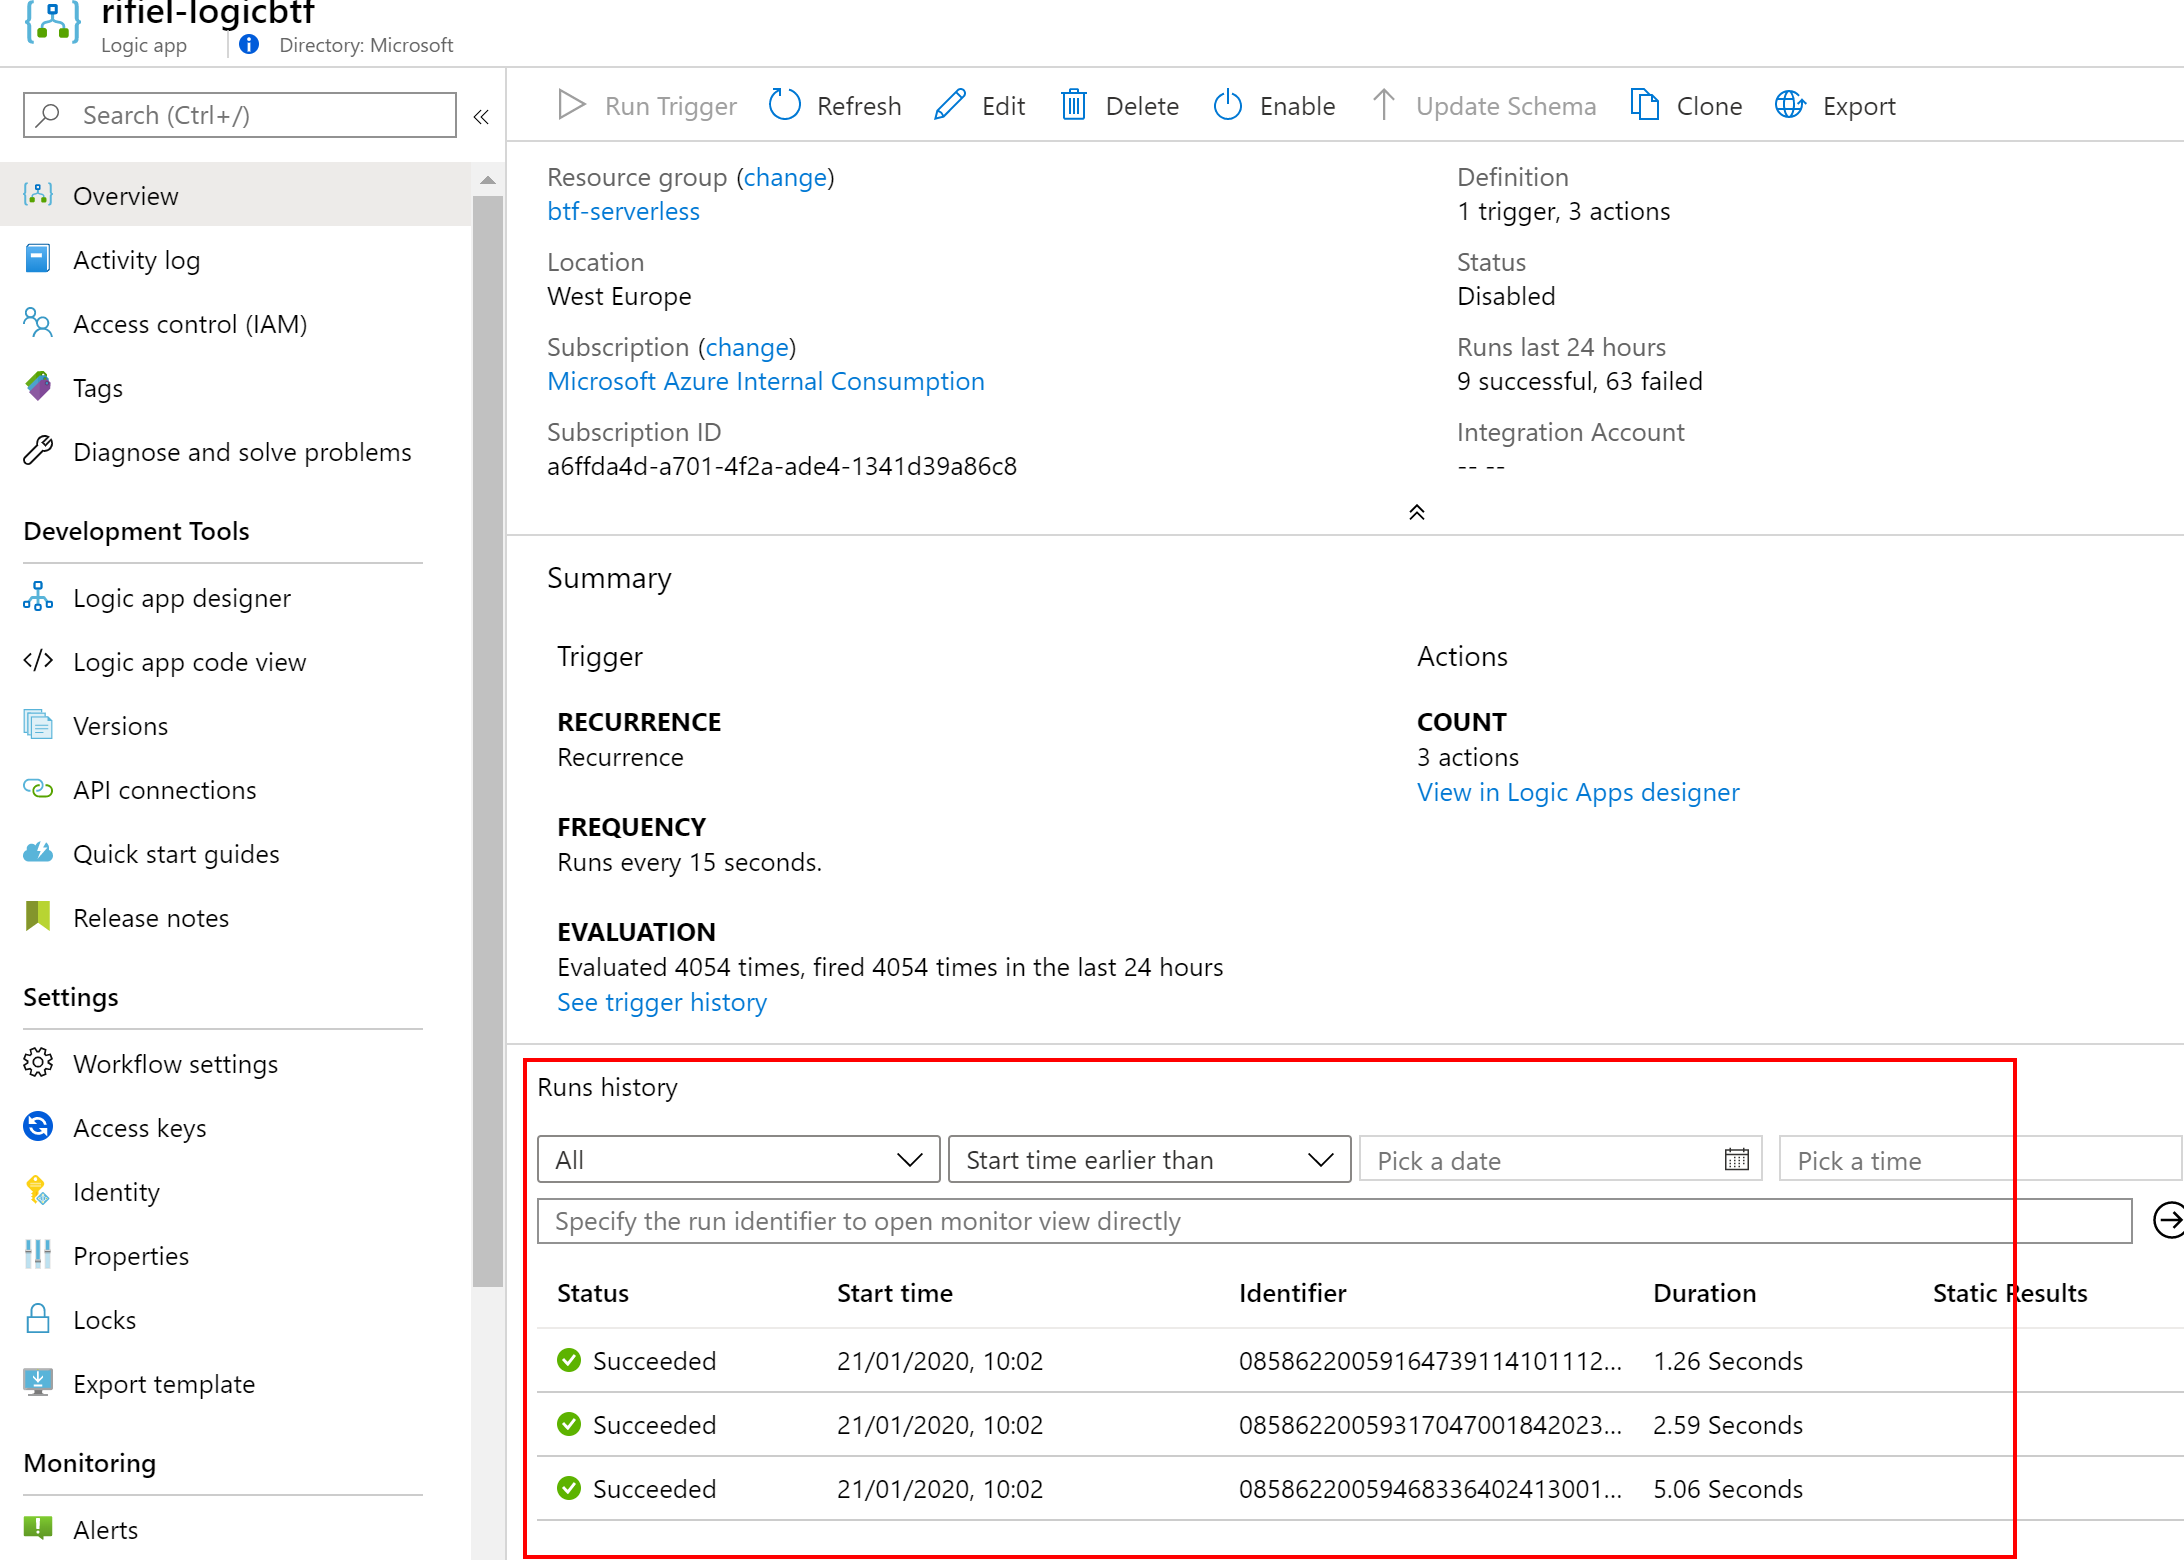 rifiel-logicbtf
Logic app
Directory: Microsoft
Search (Ctrl+/)
«
Overview
Activity log
Access control (IAM)
Tags
Diagnose and solve problems
Development Tools
Logic app designer
Logic app code view
Versions
API connections
Quick start guides
Release notes
Settings
Workflow settings
Access keys
Identity
Properties
Locks
Export template
Monitoring
Alerts
Run Trigger
Refresh
Edit
Delete
Enable
Update Schema
Clone
Export
Resource group (change)
btf-serverless
Location
West Europe
Subscription (change)
Microsoft Azure Internal Consumption
Subscription ID
a6ffda4d-a701-4f2a-ade4-1341d39a86c8
Definition
1 trigger, 3 actions
Status
Disabled
Runs last 24 hours
9 successful, 63 failed
Integration Account
-- --
Summary
Trigger
RECURRENCE
Recurrence
FREQUENCY
Runs every 15 seconds.
EVALUATION
Evaluated 4054 times, fired 4054 times in the last 24 hours
See trigger history
Actions
COUNT
3 actions
View in Logic Apps designer
Runs history
All
Start time earlier than
Pick a date
Pick a time
Specify the run identifier to open monitor view directly
Status Start time Identifier Duration Static Results
Succeeded 21/01/2020, 10:02 08586220059164739114101112... 1.26 Seconds
Succeeded 21/01/2020, 10:02 08586220059317047001842023... 2.59 Seconds
Succeeded 21/01/2020, 10:02 08586220059468336402413001... 5.06 Seconds